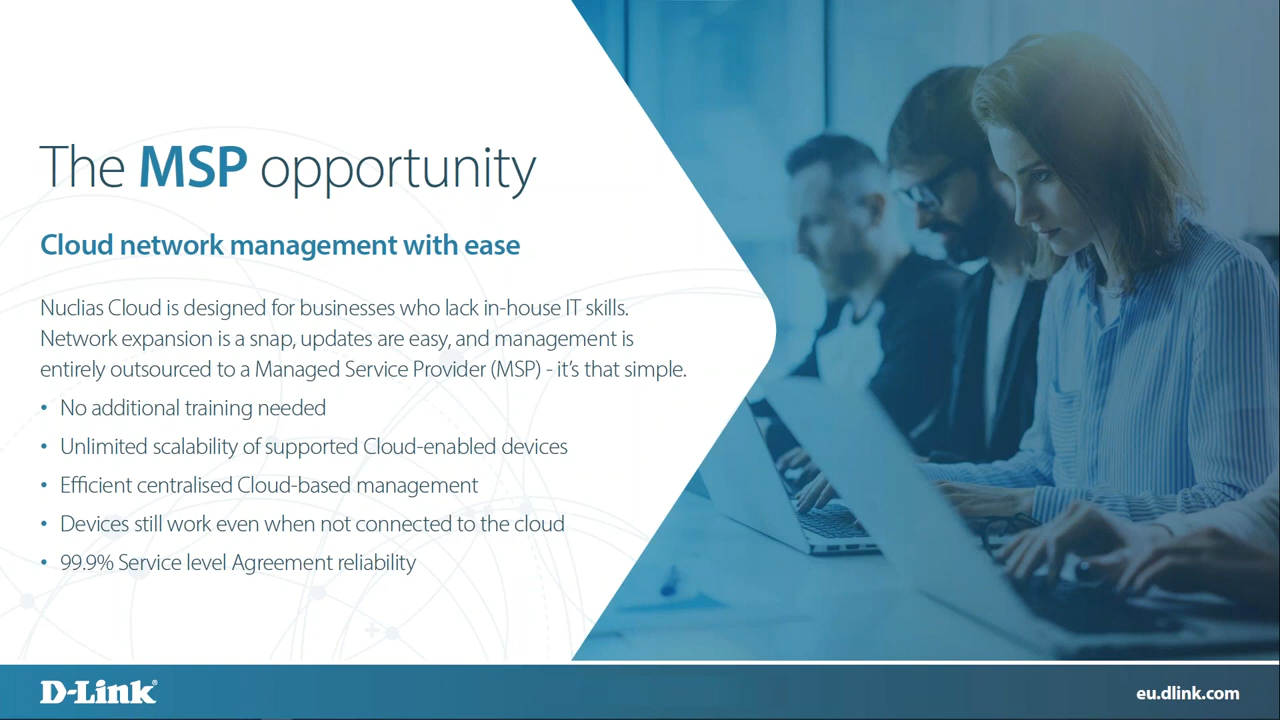 The MSP opportunity
Cloud network management with ease
Nuclias Cloud is designed for businesses who lack in-house IT skills.
Network expansion is a snap, updates are easy, and management is
entirely outsourced to a Managed Service Provider (MSP) - it's that simple.
• No additional training needed
• Unlimited scalability of supported Cloud-enabled devices
• Efficient centralised Cloud-based management
• Devices still work even when not connected to the cloud
• 99.9% Service level Agreement reliability
D-Link®
eu.dlink.com